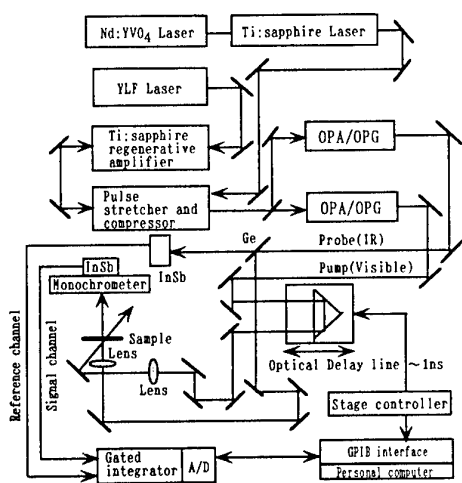 Nd:YVO4 Laser
Ti:sapphire Laser
YLF Laser
Ti:sapphire
regenerative
amplifier
OPA/OPG
Pulse
stretcher and
compressor
OPA/OPG
Ge
Probe(IR)
InSb
Pump(Visible)
InSb
Monochrometer
Sample
Lens
Lens
Optical Delay line ~1ns
Reference channel
Signal channel
Stage controller
Gated
integrator
A/D
GPIB interface
Personal computer